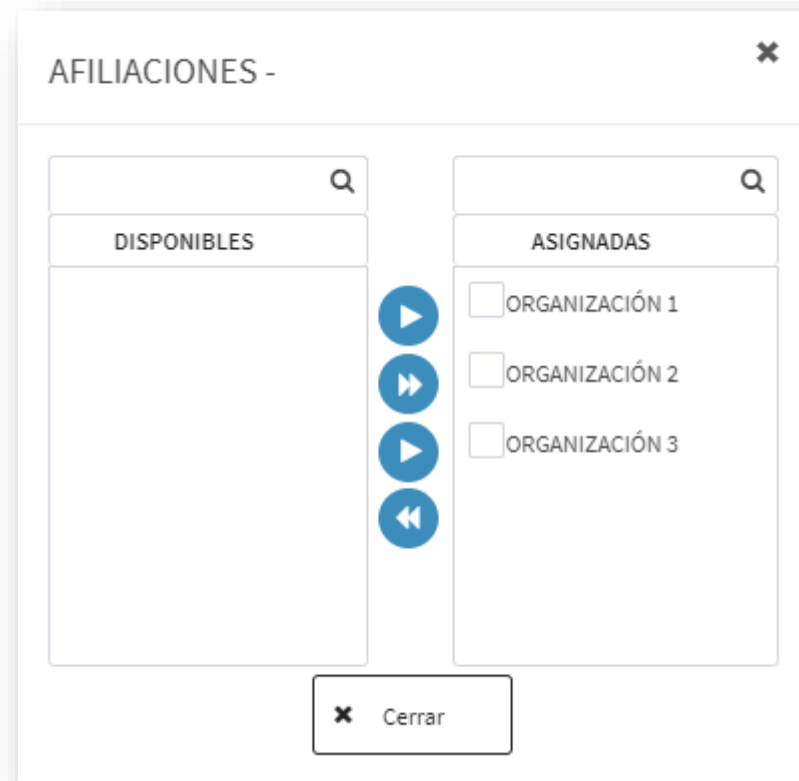 AFILIACIONES -
DISPONIBLES
ASIGNADAS
ORGANIZACIÓN 1
ORGANIZACIÓN 2
ORGANIZACIÓN 3
Cerrar